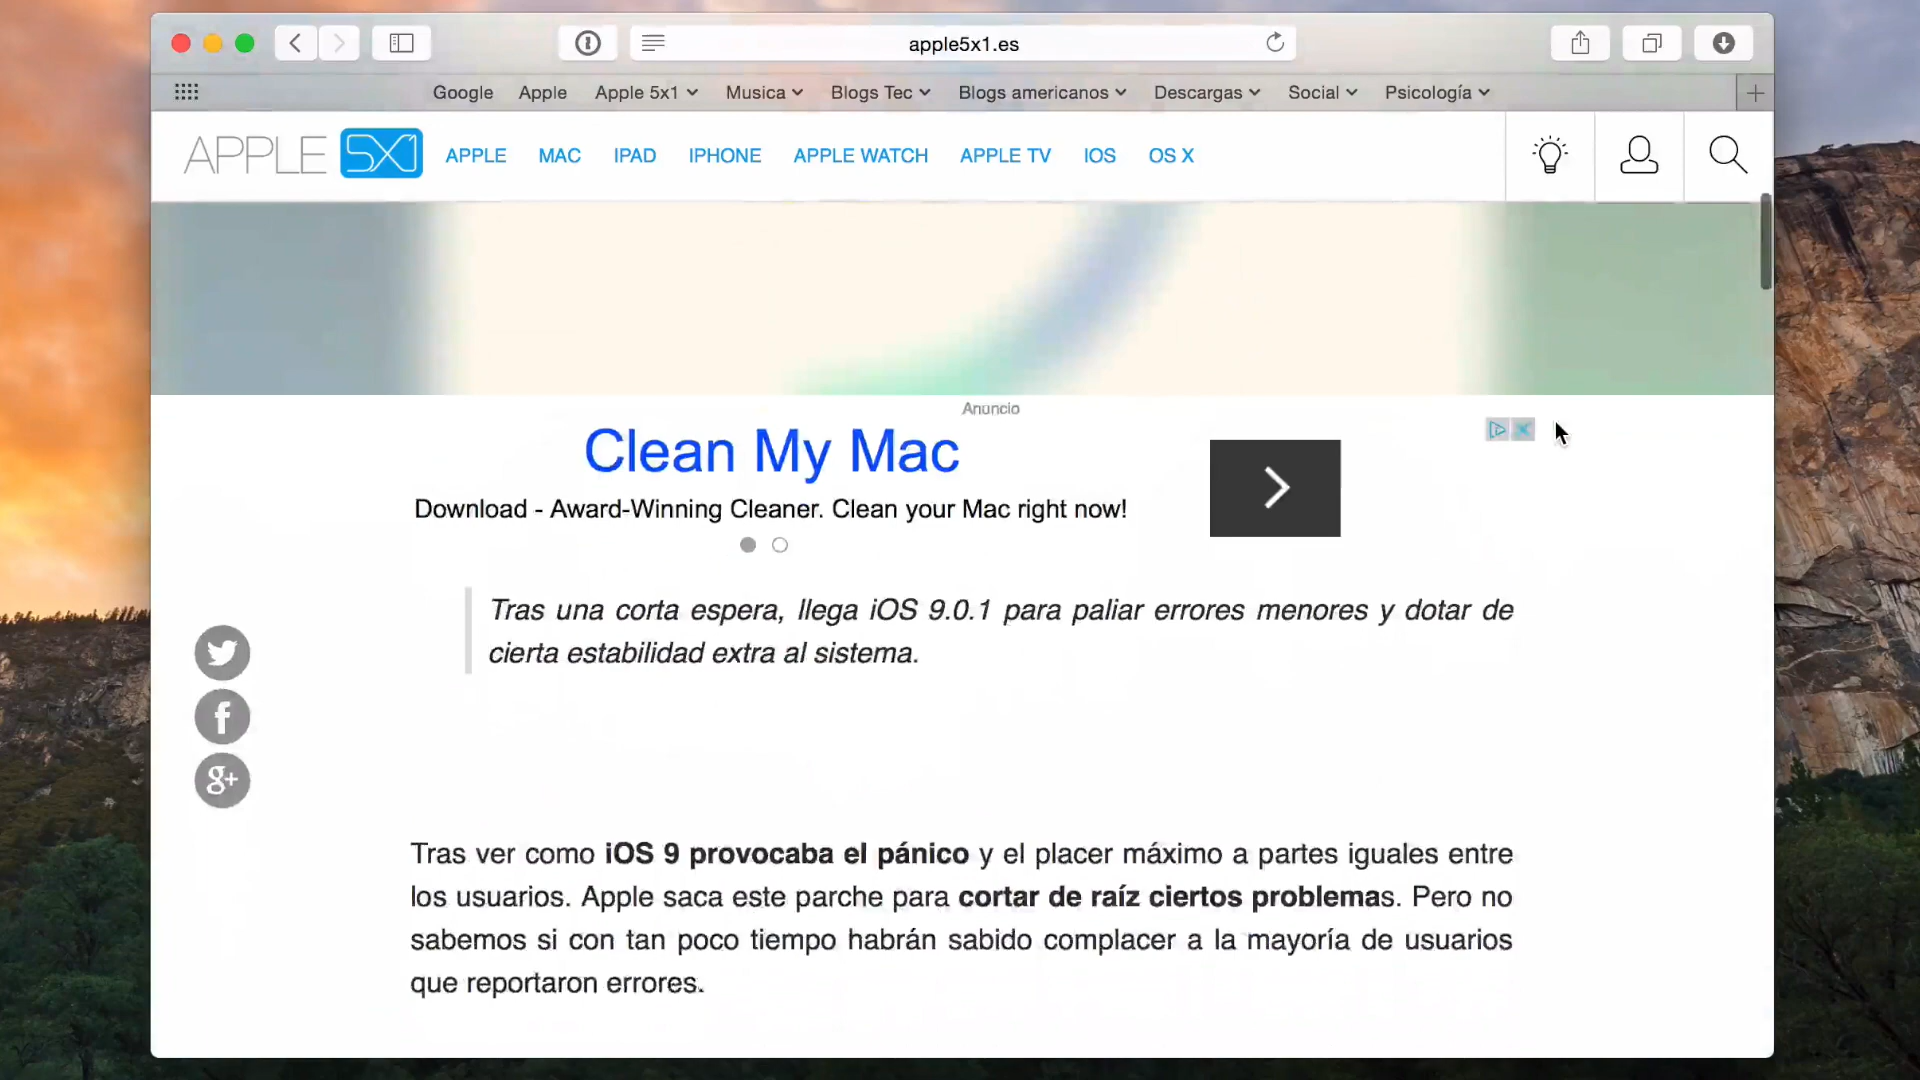 apple5x1.es
Google Apple Apple 5x1 Musica Blogs Tec Blogs americanos Descargas Social Psicología
APPLE 5X1 APPLE MAC IPAD IPHONE APPLE WATCH APPLE TV IOS OS X
Anuncio
Clean My Mac
Download - Award-Winning Cleaner. Clean your Mac right now!
Tras una corta espera, llega iOS 9.0.1 para paliar errores menores y dotar de
cierta estabilidad extra al sistema.
f
g+
Tras ver como iOS 9 provocaba el pánico y el placer máximo a partes iguales entre
los usuarios. Apple saca este parche para cortar de raíz ciertos problemas. Pero no
sabemos si con tan poco tiempo habrán sabido complacer a la mayoría de usuarios
que reportaron errores.